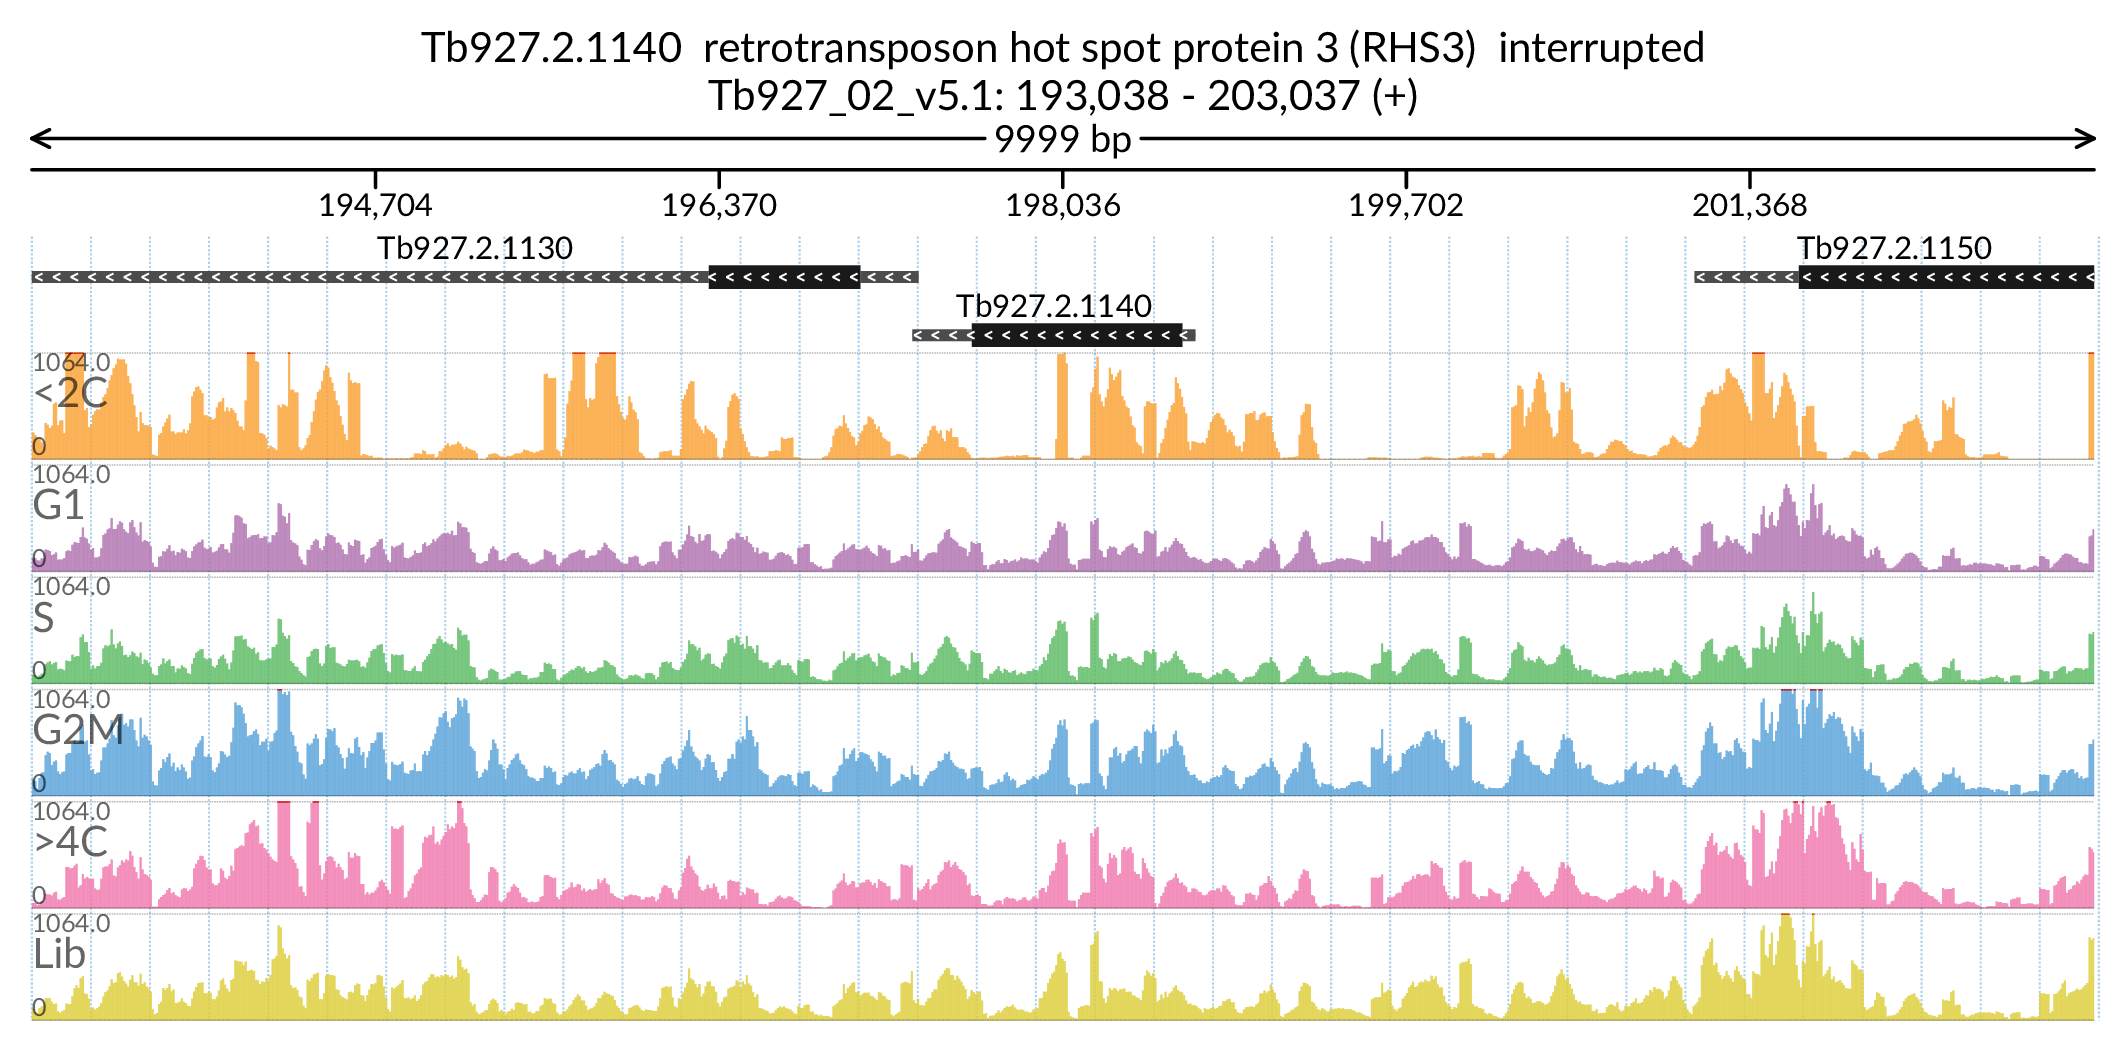 Tb927.2.1140  retrotransposon hot spot protein 3 (RHS3)  interrupted
Tb927_02_v5.1: 193,038 - 203,037 (+)
9999 bp
194,704 196,370 198,036 199,702 201,368
Tb927.2.1130 Tb927.2.1150
Tb927.2.1140
1064.0
<2C
0
1064.0
G1
0
1064.0
S
0
1064.0
G2M
0
1064.0
>4C
0
1064.0
Lib
0